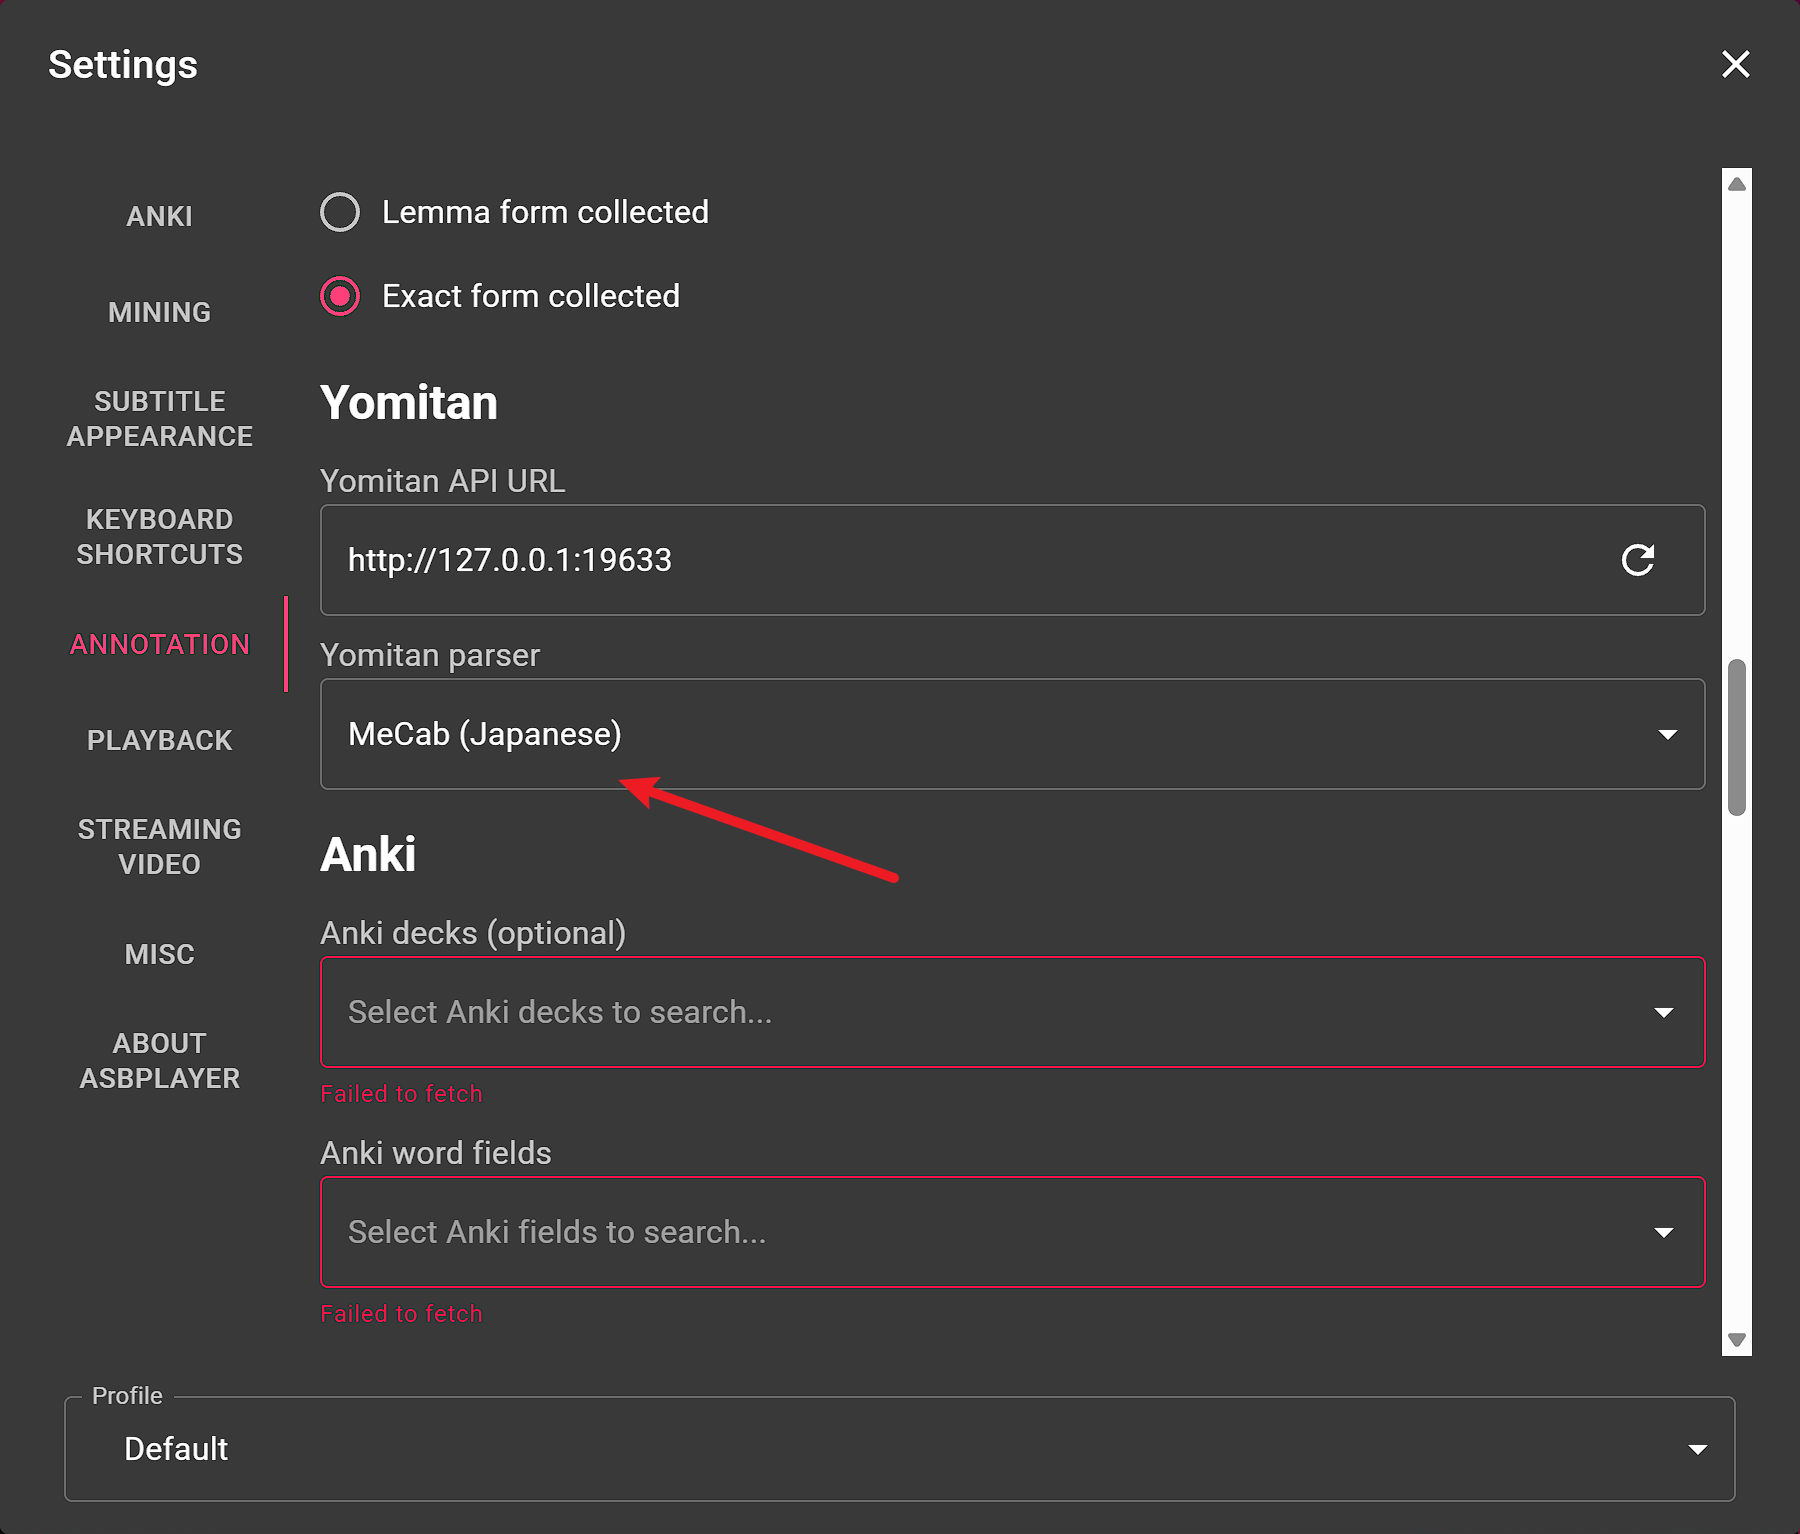 Settings
ANKI
MINING
SUBTITLE
APPEARANCE
KEYBOARD
SHORTCUTS
ANNOTATION
PLAYBACK
STREAMING
VIDEO
MISC
ABOUT
ASBPLAYER
Lemma form collected
Exact form collected
Yomitan
Yomitan API URL
http://127.0.0.1:19633
Yomitan parser
MeCab (Japanese)
Anki
Anki decks (optional)
Select Anki decks to search...
Failed to fetch
Anki word fields
Select Anki fields to search...
Failed to fetch
Profile
Default